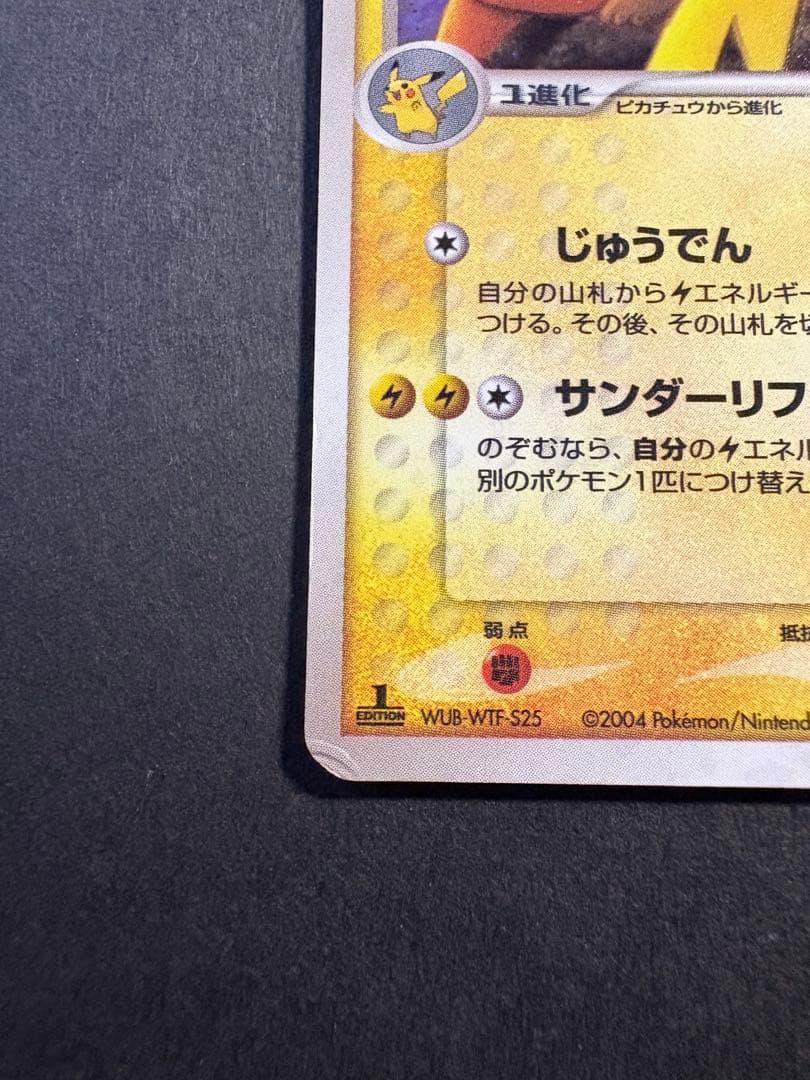 1進化
ピカチュウから進化
じゅうでん
自分の山札からエネルギー
つける。その後、その山札を切
サンダーリフ
のぞむなら、自分のエネル
別のポケモン1匹につけ替え
弱点
抵抗
1
EDITION
WUB-WTF-S25
©2004 Pokémon/Nintend